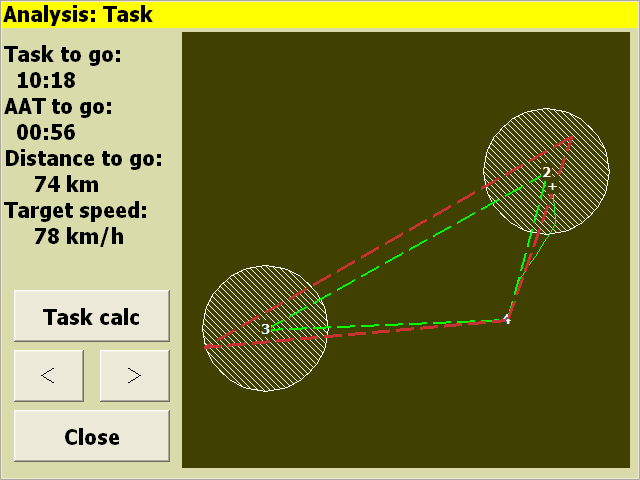 Analysis: Task
Task to go:
10:18
AAT to go:
00:56
Distance to go:
74 km
Target speed:
78 km/h
Task calc
< >
Close
2
+
3